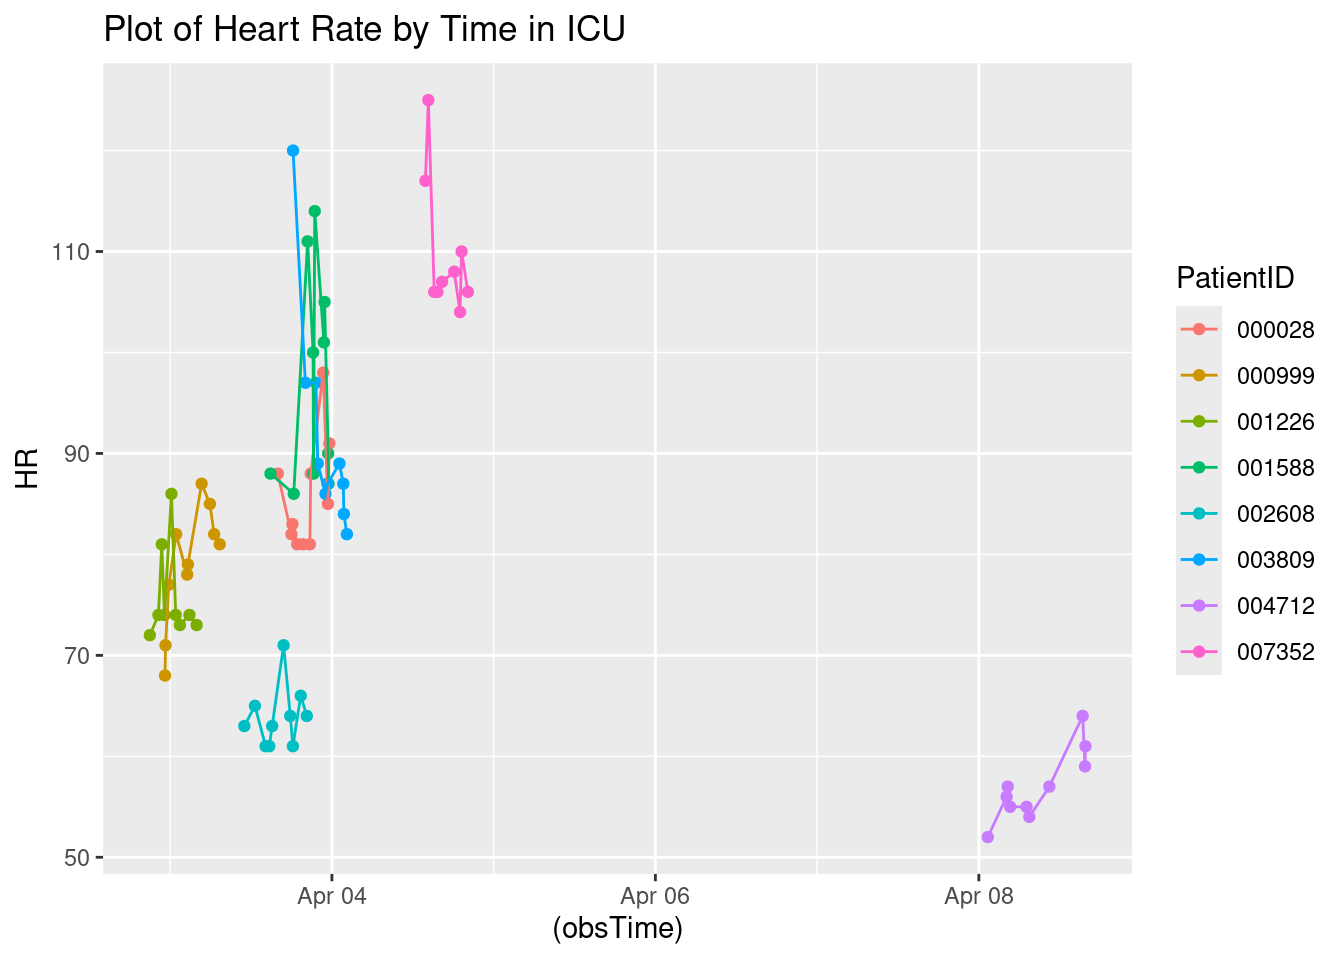 Plot of Heart Rate by Time in ICU
HR
110
90
70
50
Apr 04
Apr 06
Apr 08
(obsTime)
PatientID
000028
000999
001226
001588
002608
003809
004712
007352